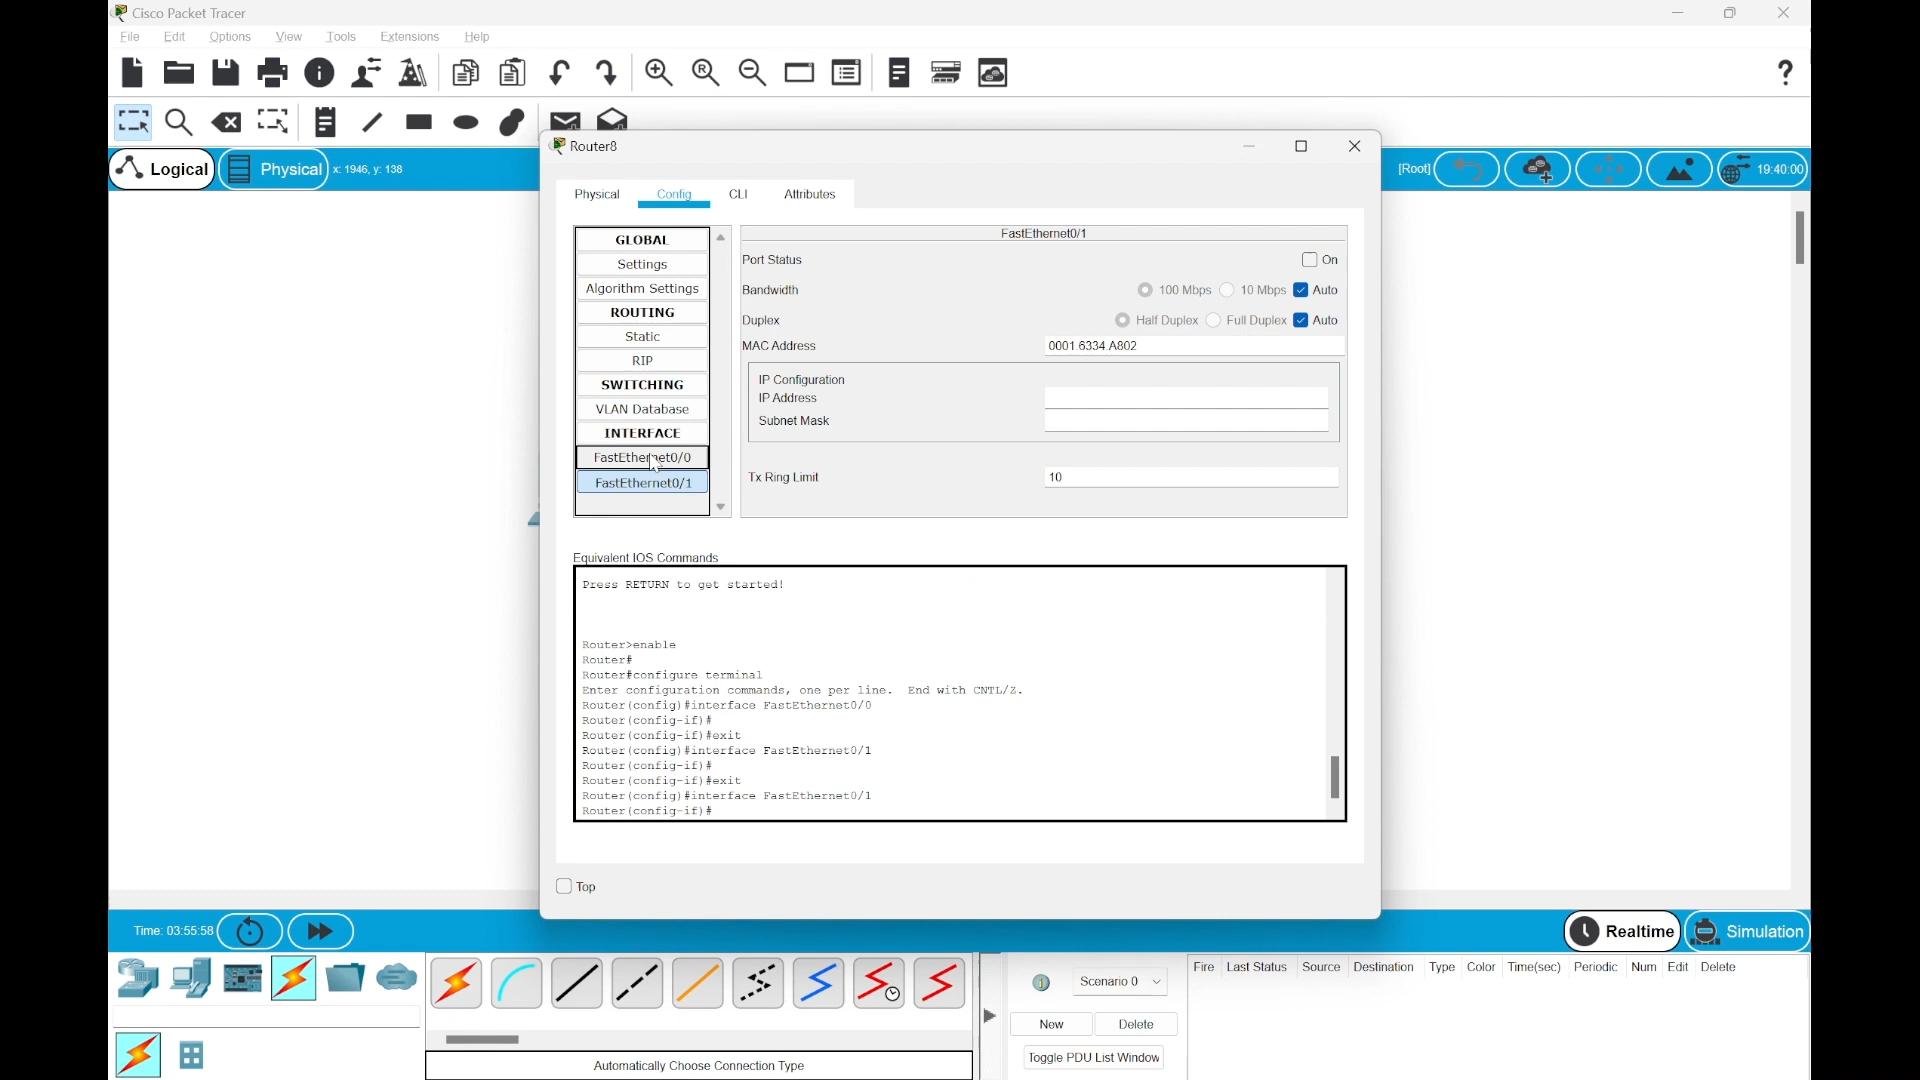 Cisco Packet Tracer
File Edit Options View Tools Extensions Help
Logical Physical x: 1946, y: 138
[Root] 19:40:00
Router8
Physical Config CLI Attributes
GLOBAL
Settings
Algorithm Settings
ROUTING
Static
RIP
SWITCHING
VLAN Database
INTERFACE
FastEthernet0/0
FastEthernet0/1
FastEthernet0/1
Port Status On
Bandwidth 100 Mbps 10 Mbps Auto
Duplex Half Duplex Full Duplex Auto
MAC Address 0001.6334.A802
IP Configuration
IP Address
Subnet Mask
Tx Ring Limit 10
Equivalent IOS Commands
Press RETURN to get started!
Router>enable
Router#
Router#configure terminal
Enter configuration commands, one per line. End with CNTL/Z.
Router(config)#interface FastEthernet0/0
Router(config-if)#
Router(config-if)#exit
Router(config)#interface FastEthernet0/1
Router(config-if)#
Router(config-if)#exit
Router(config)#interface FastEthernet0/1
Router(config-if)#
Top
Time: 03:55:58
Realtime Simulation
Automatically Choose Connection Type
Scenario 0
New Delete
Toggle PDU List Window
Fire Last Status Source Destination Type Color Time(sec) Periodic Num Edit Delete